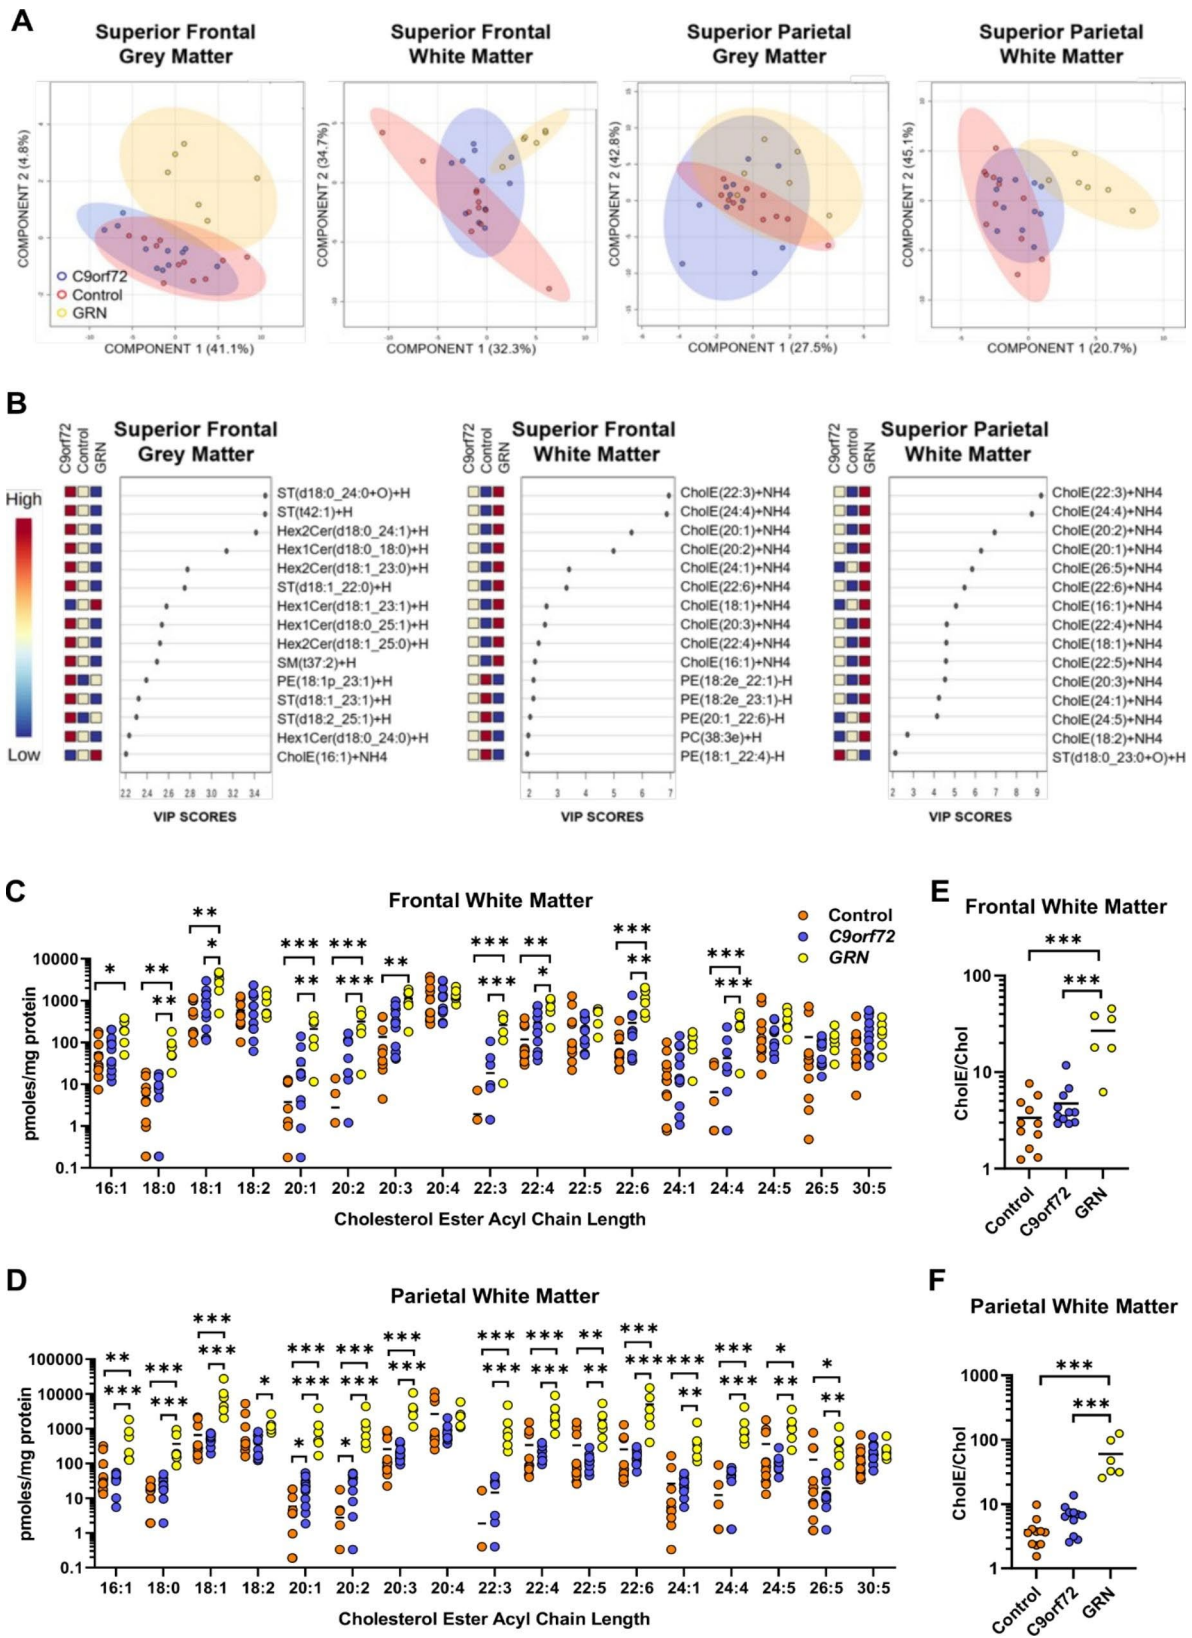 A
Superior Frontal
Grey Matter
Superior Frontal
White Matter
Superior Parietal
Grey Matter
Superior Parietal
White Matter
COMPONENT 2 (4.8%)
C9orf72
Control
GRN
COMPONENT 1 (41.1%)
COMPONENT 2 (34.7%)
COMPONENT 1 (32.3%)
COMPONENT 2 (42.8%)
COMPONENT 1 (27.5%)
COMPONENT 2 (45.1%)
COMPONENT 1 (20.7%)
B
High
Low
C9orf72
Control
GRN
Superior Frontal
Grey Matter
ST(d18:0_24:0+O)+H
ST(t42:1)+H
Hex2Cer(d18:0_24:1)+H
Hex1Cer(d18:0_18:0)+H
Hex2Cer(d18:1_23:0)+H
ST(d18:1_22:0)+H
Hex1Cer(d18:1_23:1)+H
Hex1Cer(d18:0_25:1)+H
Hex2Cer(d18:1_25:0)+H
SM(t37:2)+H
PE(18:1p_23:1)+H
ST(d18:1_23:1)+H
ST(d18:2_25:1)+H
Hex1Cer(d18:0_24:0)+H
CholE(16:1)+NH4
2.2 2.4 2.6 2.8 3.0 3.2 3.4
VIP SCORES
C9orf72
Control
GRN
Superior Frontal
White Matter
CholE(22:3)+NH4
CholE(24:4)+NH4
CholE(20:1)+NH4
CholE(20:2)+NH4
CholE(24:1)+NH4
CholE(22:6)+NH4
CholE(18:1)+NH4
CholE(20:3)+NH4
CholE(22:4)+NH4
CholE(16:1)+NH4
PE(18:2e_22:1)-H
PE(18:2e_23:1)-H
PE(20:1_22:6)-H
PC(38:3e)+H
PE(18:1_22:4)-H
2 3 4 5 6 7
VIP SCORES
C9orf72
Control
GRN
Superior Parietal
White Matter
CholE(22:3)+NH4
CholE(24:4)+NH4
CholE(20:2)+NH4
CholE(20:1)+NH4
CholE(26:5)+NH4
CholE(22:6)+NH4
CholE(16:1)+NH4
CholE(22:4)+NH4
CholE(18:1)+NH4
CholE(22:5)+NH4
CholE(20:3)+NH4
CholE(24:1)+NH4
CholE(24:5)+NH4
CholE(18:2)+NH4
ST(d18:0_23:0+O)+H
2 3 4 5 6 7 8 9
VIP SCORES
C
Frontal White Matter
Control
C9orf72
GRN
pmoles/mg protein
10000
1000
100
10
1
0.1
16:1 18:0 18:1 18:2 20:1 20:2 20:3 20:4 22:3 22:4 22:5 22:6 24:1 24:4 24:5 26:5 30:5
Cholesterol Ester Acyl Chain Length
E
Frontal White Matter
CholE/Chol
100
10
1
Control
C9orf72
GRN
D
Parietal White Matter
pmoles/mg protein
100000
10000
1000
100
10
1
0.1
16:1 18:0 18:1 18:2 20:1 20:2 20:3 20:4 22:3 22:4 22:5 22:6 24:1 24:4 24:5 26:5 30:5
Cholesterol Ester Acyl Chain Length
F
Parietal White Matter
CholE/Chol
1000
100
10
1
Control
C9orf72
GRN